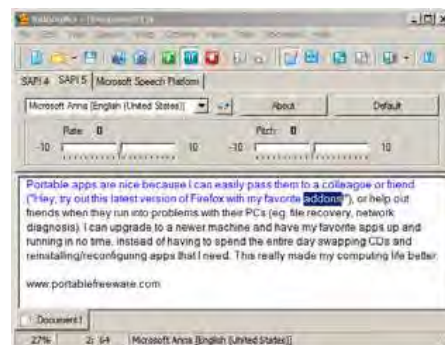 SAPI 4 SAPI 5 Microsoft Speech Platform
Microsoft Anna (English (United States))
About
Default
Rate: 0
Pitch: 0
-10 10
-10 10
Portable apps are nice because I can easily pass them to a colleague or friend
("Hey, try out this latest version of Firefox with my favorite addons!"), or help out
friends when they run into problems with their PCs (eg. file recovery, network
diagnosis). I can upgrade to a newer machine and have my favorite apps up and
running in no time, instead of having to spend the entire day swapping CDs and
reinstalling/reconfiguring apps that I need. This really made my computing life better.
www.portablefreeware.com
Document1
27% 2: 64 Microsoft Anna (English (United States))